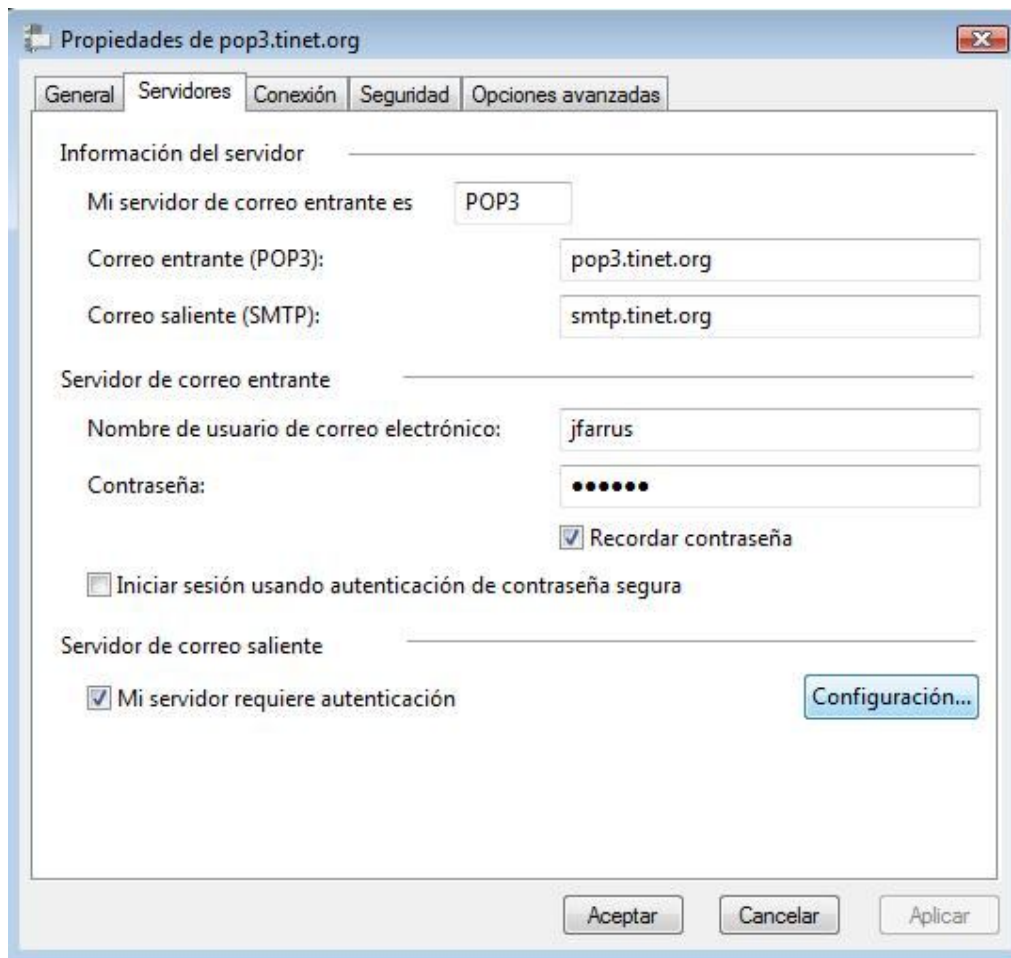 Propiedades de pop3.tinet.org
General Servidores Conexión Seguridad Opciones avanzadas
Información del servidor
Mi servidor de correo entrante es POP3
Correo entrante (POP3): pop3.tinet.org
Correo saliente (SMTP): smtp.tinet.org
Servidor de correo entrante
Nombre de usuario de correo electrónico: jfarrus
Contraseña: ••••••
Recordar contraseña
Iniciar sesión usando autenticación de contraseña segura
Servidor de correo saliente
Mi servidor requiere autenticación Configuración...
Aceptar Cancelar Aplicar